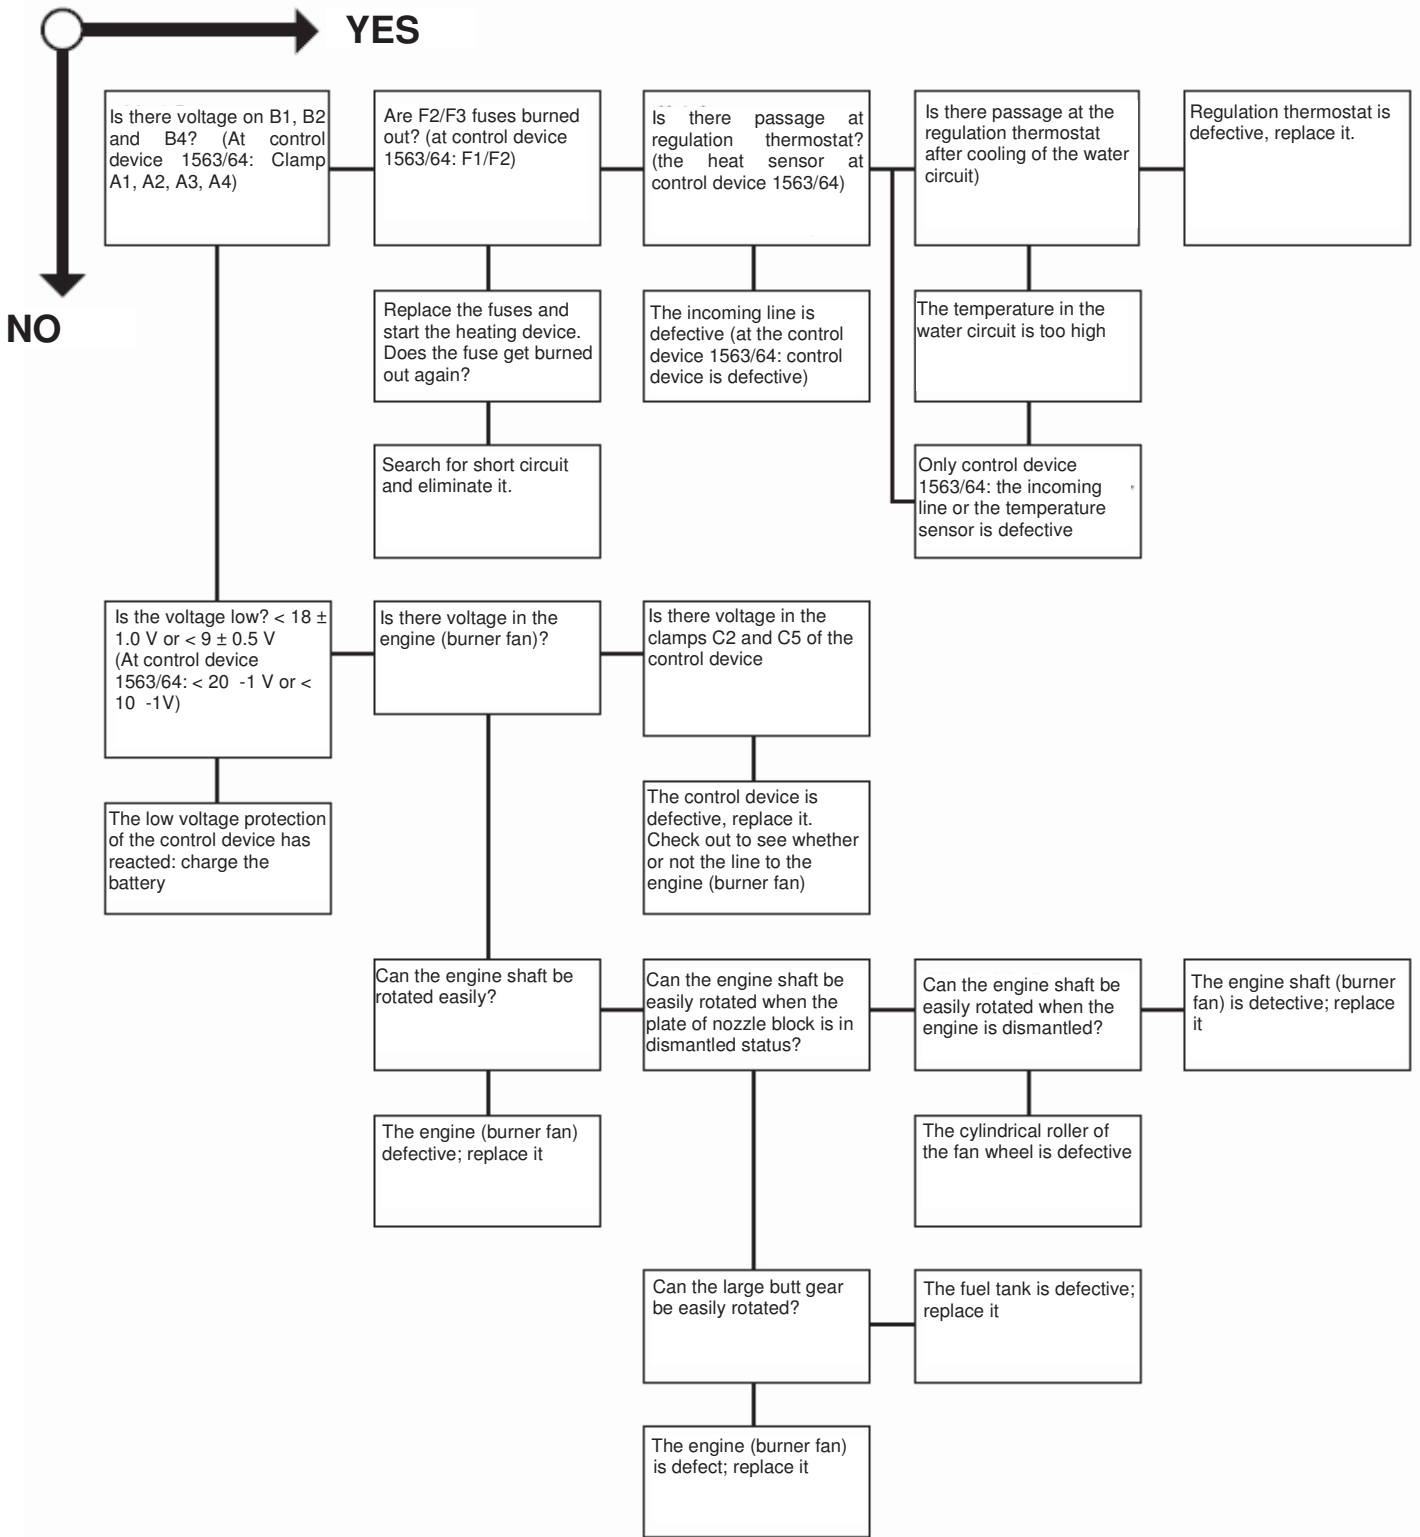 YES
NO
Is there voltage on B1, B2
and B4? (At control
device 1563/64: Clamp
A1, A2, A3, A4)
Are F2/F3 fuses burned
out? (at control device
1563/64: F1/F2)
Is there passage at
regulation thermostat?
(the heat sensor at
control device 1563/64)
Is there passage at the
regulation thermostat
after cooling of the water
circuit)
Regulation thermostat is
defective, replace it.
Replace the fuses and
start the heating device.
Does the fuse get burned
out again?
The incoming line is
defective (at the control
device 1563/64: control
device is defective)
The temperature in the
water circuit is too high
Search for short circuit
and eliminate it.
Only control device
1563/64: the incoming
line or the temperature
sensor is defective
Is the voltage low? < 18 ±
1.0 V or < 9 ± 0.5 V
(At control device
1563/64: < 20 -1 V or <
10 -1V)
Is there voltage in the
engine (burner fan)?
Is there voltage in the
clamps C2 and C5 of the
control device
The low voltage protection
of the control device has
reacted: charge the
battery
The control device is
defective, replace it.
Check out to see whether
or not the line to the
engine (burner fan)
Can the engine shaft be
rotated easily?
Can the engine shaft be
easily rotated when the
plate of nozzle block is in
dismantled status?
Can the engine shaft be
easily rotated when the
engine is dismantled?
The engine shaft (burner
fan) is detective; replace
it
The engine (burner fan)
defective; replace it
The cylindrical roller of
the fan wheel is defective
Can the large butt gear
be easily rotated?
The fuel tank is defective;
replace it
The engine (burner fan)
is defect; replace it